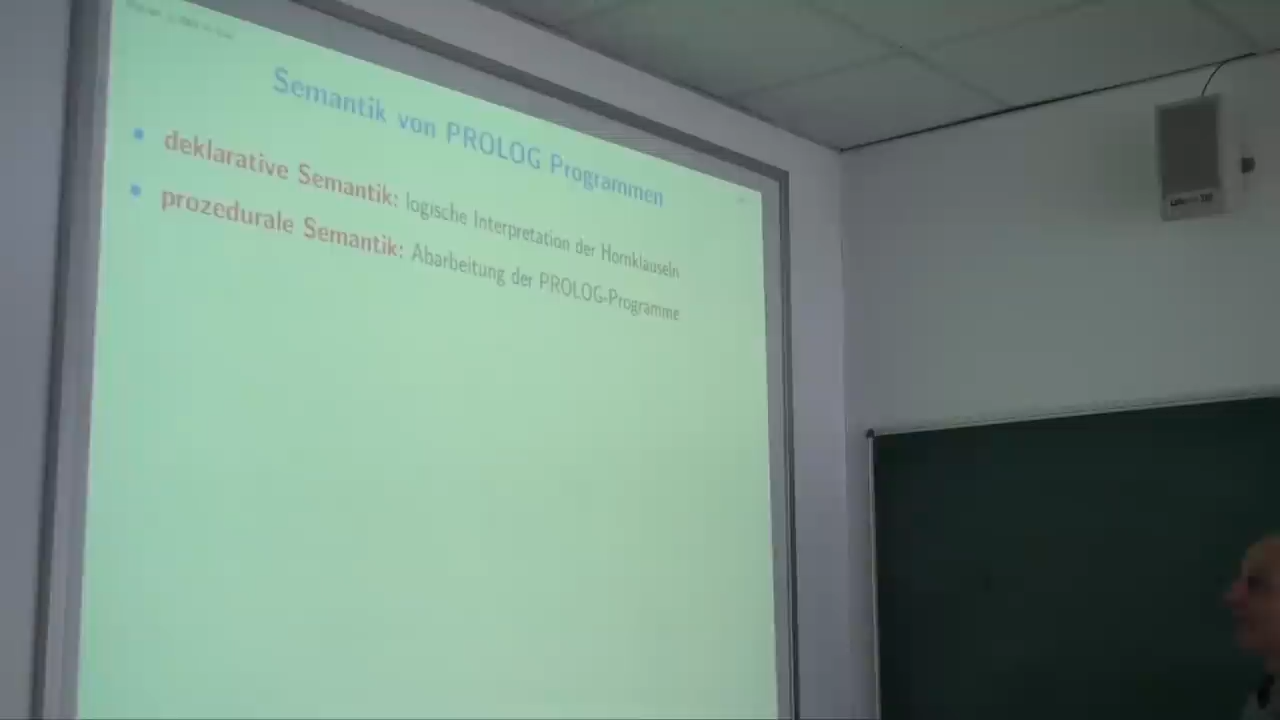 Semantik von PROLOG Programmen
• deklarative Semantik: logische Interpretation der Hornklauseln
• prozedurale Semantik: Abarbeitung der PROLOG-Programme